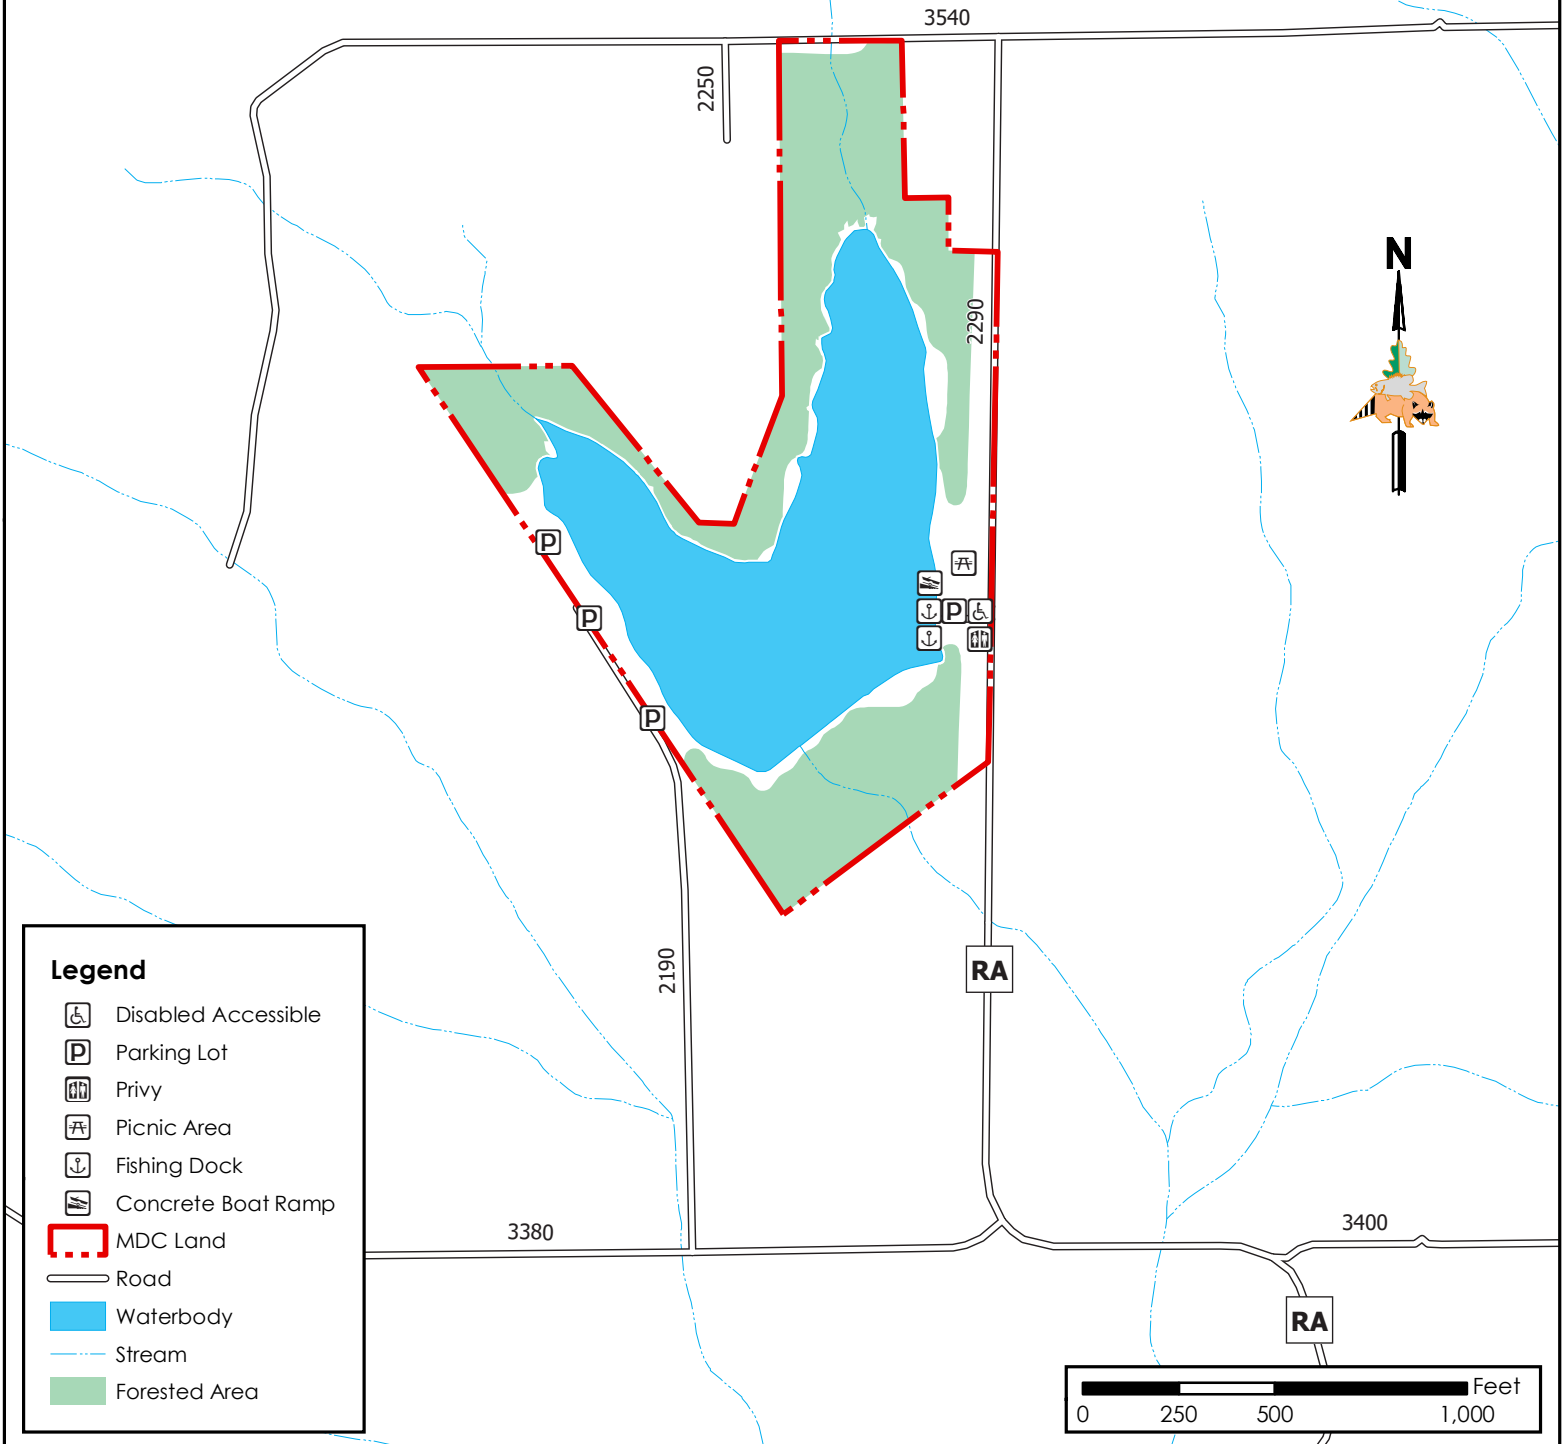 3540
2250
N
2290
P
P
P
P
2190
RA
Legend
Disabled Accessible
P Parking Lot
Privy
Picnic Area
Fishing Dock
Concrete Boat Ramp
MDC Land
Road
Waterbody
Stream
Forested Area
3380
3400
RA
Feet
0 250 500 1,000